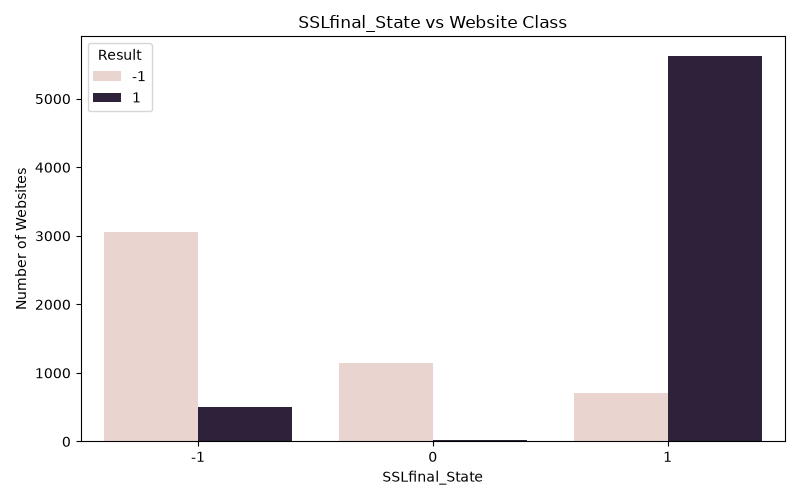 SSLfinal_State vs Website Class
Result
-1
1
5000
4000
3000
2000
1000
0
Number of Websites
-1
0
1
SSLfinal_State